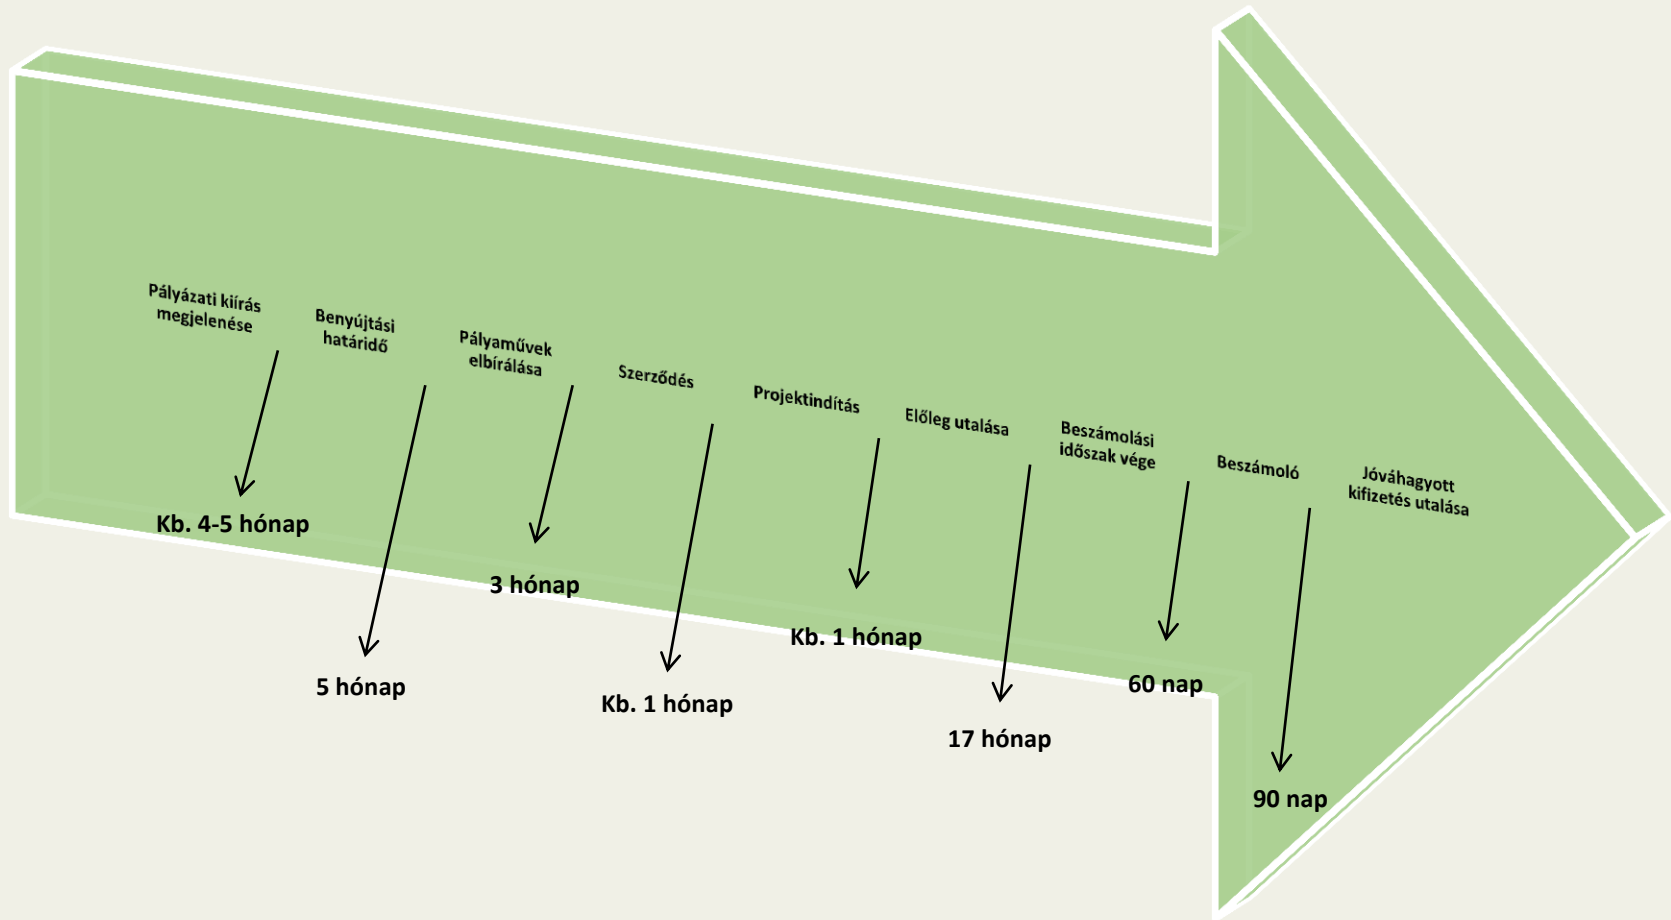 Pályázati kiírás
megjelenése
Benyújtási
határidő
Pályaművek
elbírálása
Szerződés
Projektindítás
Előleg utalása
Beszámolási
időszak vége
Beszámoló
Jóváhagyott
kifizetés utalása
Kb. 4-5 hónap
5 hónap
3 hónap
Kb. 1 hónap
Kb. 1 hónap
17 hónap
60 nap
90 nap